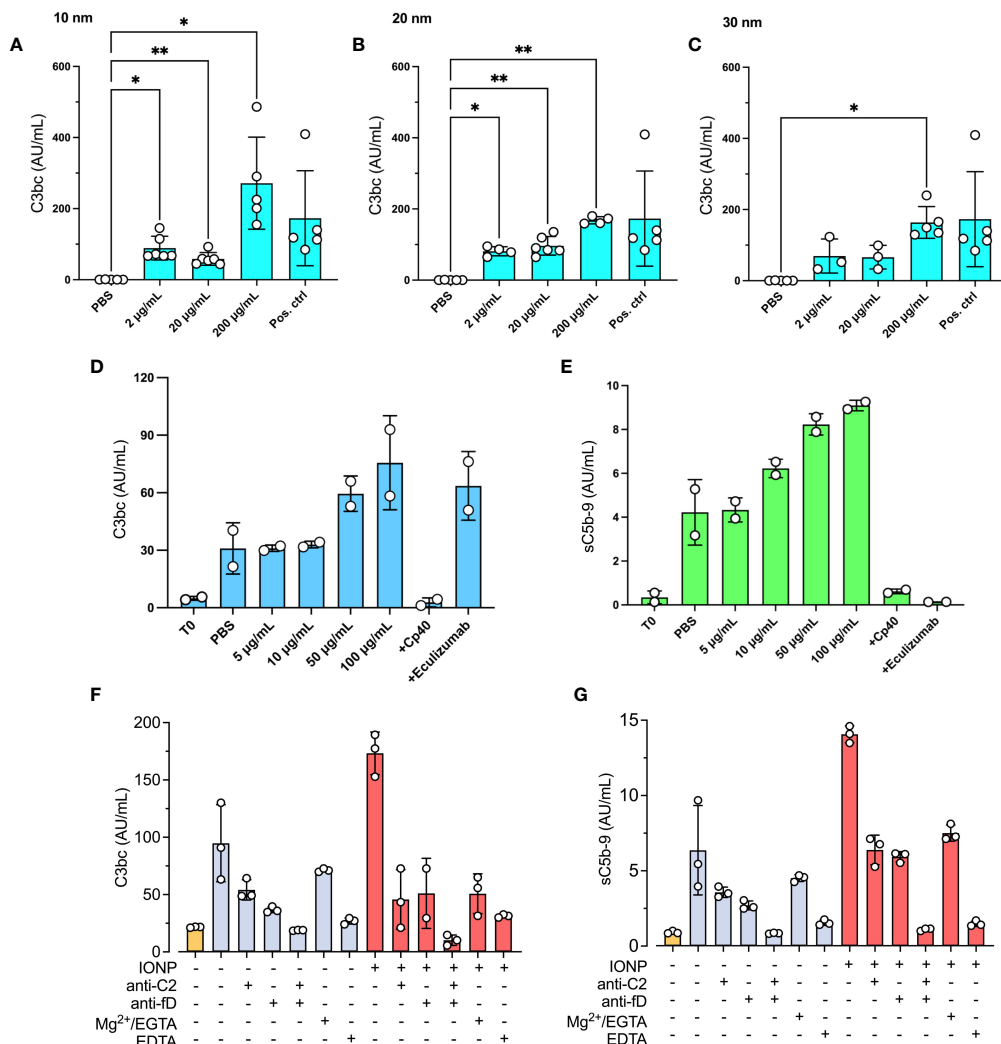 10 nm
20 nm
30 nm
A
B
C
*
**
*
**
**
*
*
C3bc (AU/mL)
600
400
200
0
PBS
2 µg/mL
20 µg/mL
200 µg/mL
Pos. ctrl
C3bc (AU/mL)
600
400
200
0
PBS
2 µg/mL
20 µg/mL
200 µg/mL
Pos. ctrl
C3bc (AU/mL)
600
400
200
0
PBS
2 µg/mL
20 µg/mL
200 µg/mL
Pos. ctrl
D
C3bc (AU/mL)
120
90
60
30
0
T0
PBS
5 µg/mL
10 µg/mL
50 µg/mL
100 µg/mL
+Cp40
+Eculizumab
E
sC5b-9 (AU/mL)
10
8
6
4
2
0
T0
PBS
5 µg/mL
10 µg/mL
50 µg/mL
100 µg/mL
+Cp40
+Eculizumab
F
C3bc (AU/mL)
200
150
100
50
0
IONP - - - - - - - + + + + + +
anti-C2 - - + - + - - - + - + - -
anti-fD - - - + + - - - - + + - -
Mg²⁺/EGTA - - - - - + - - - - - + -
EDTA - - - - - - + - - - - - +
G
sC5b-9 (AU/mL)
15
10
5
0
IONP - - - - - - - + + + + + +
anti-C2 - - + - + - - - + - + - -
anti-fD - - - + + - - - - + + - -
Mg²⁺/EGTA - - - - - + - - - - - + -
EDTA - - - - - - + - - - - - +